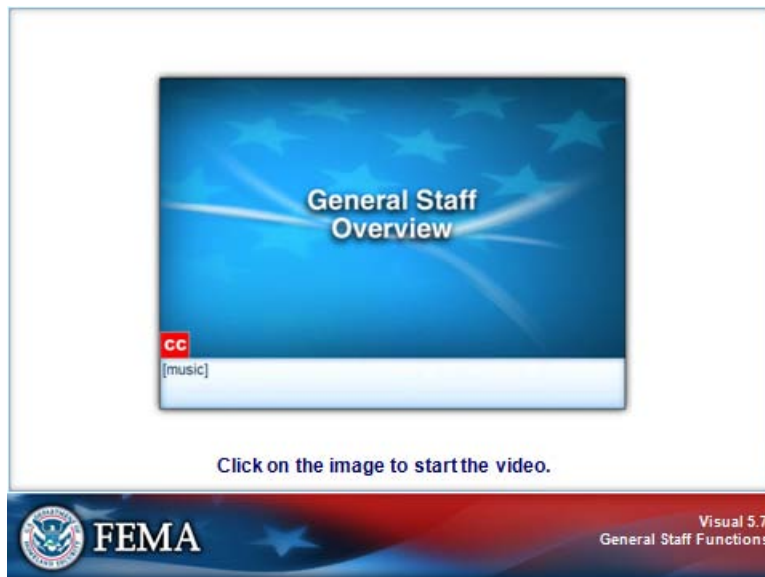 General Staff
Overview
cc
[music]
Click on the image to start the video.
FEMA
Visual 5.7
General Staff Functions